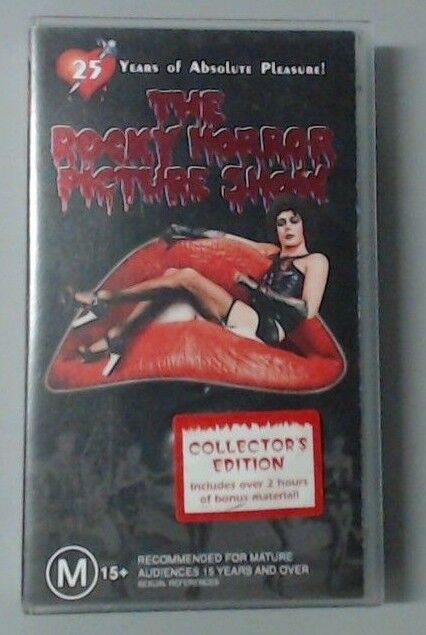 25 Years of Absolute Pleasure!
THE
ROCKY HORROR
PICTURE SHOW
COLLECTOR'S
EDITION
Includes over 2 hours
of bonus material!
M 15+
RECOMMENDED FOR MATURE
AUDIENCES 15 YEARS AND OVER
SEXUAL REFERENCES